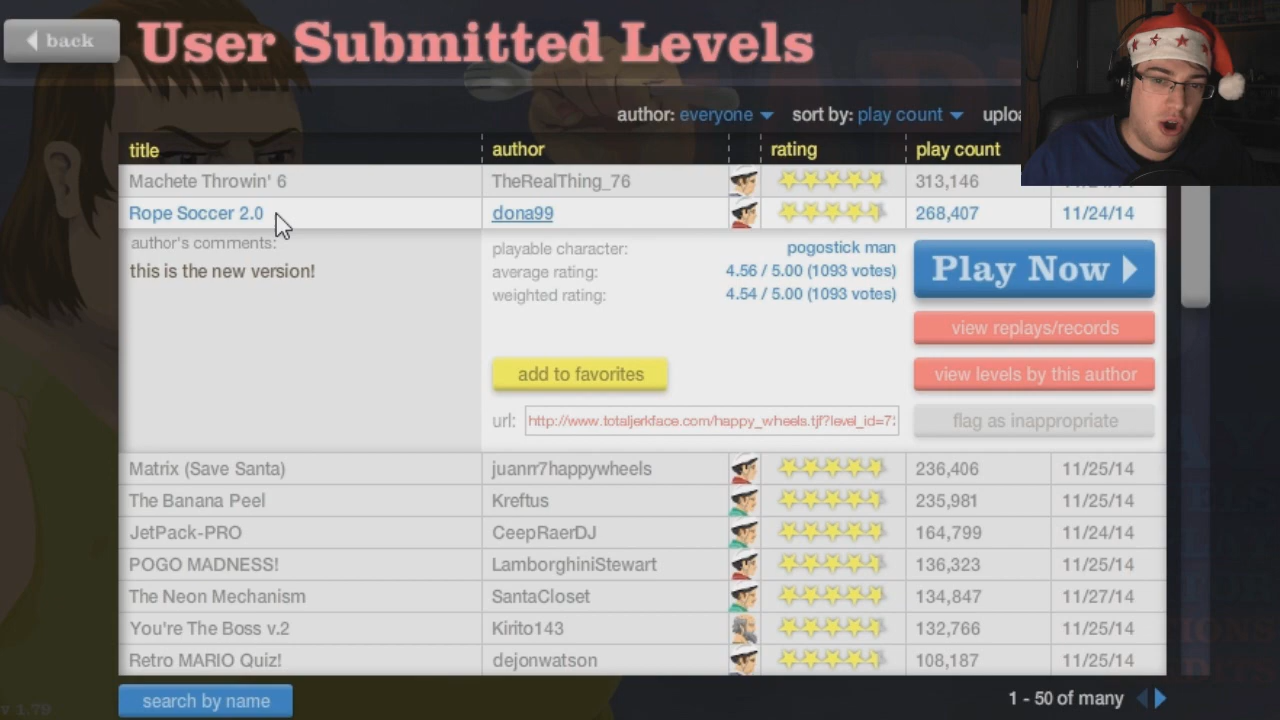 back
User Submitted Levels
author: everyone sort by: play count uploa
title author rating play count
Machete Throwin' 6 TheRealThing_76 313,146
Rope Soccer 2.0 dona99 268,407 11/24/14
author's comments:
this is the new version!
playable character: pogostick man
average rating: 4.56 / 5.00 (1093 votes)
weighted rating: 4.54 / 5.00 (1093 votes)
Play Now
view replays/records
add to favorites
view levels by this author
url: http://www.totaljerkface.com/happy_wheels.tjf?level_id=7
flag as inappropriate
Matrix (Save Santa) juanrr7happywheels 236,406 11/25/14
The Banana Peel Kreftus 235,981 11/25/14
JetPack-PRO CeepRaerDJ 164,799 11/24/14
POGO MADNESS! LamborghiniStewart 136,323 11/25/14
The Neon Mechanism SantaCloset 134,847 11/27/14
You're The Boss v.2 Kirito143 132,766 11/25/14
Retro MARIO Quiz! dejonwatson 108,187 11/25/14
search by name
1 - 50 of many
v 1.79